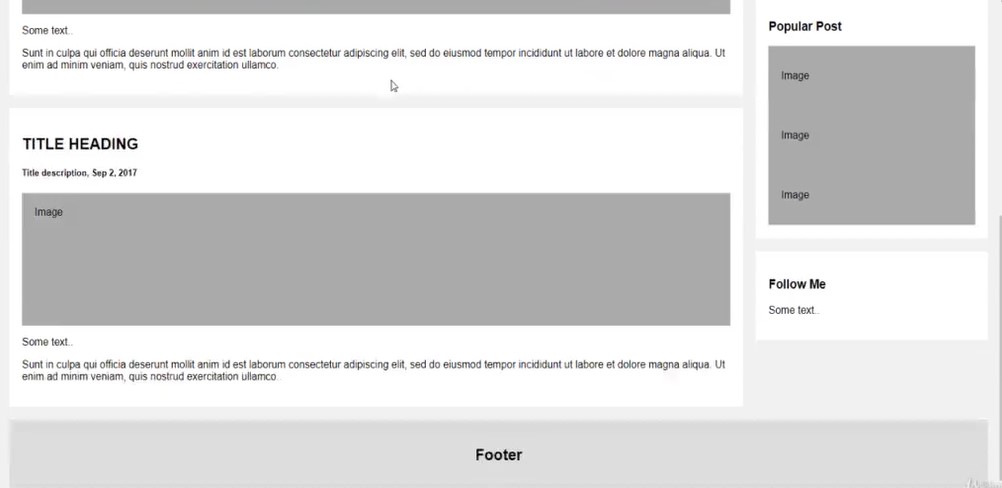 Some text..
Sunt in culpa qui officia deserunt mollit anim id est laborum consectetur adipiscing elit, sed do eiusmod tempor incididunt ut labore et dolore magna aliqua. Ut
enim ad minim veniam, quis nostrud exercitation ullamco.
TITLE HEADING
Title description, Sep 2, 2017
Image
Some text..
Sunt in culpa qui officia deserunt mollit anim id est laborum consectetur adipiscing elit, sed do eiusmod tempor incididunt ut labore et dolore magna aliqua. Ut
enim ad minim veniam, quis nostrud exercitation ullamco.
Popular Post
Image
Image
Image
Follow Me
Some text..
Footer